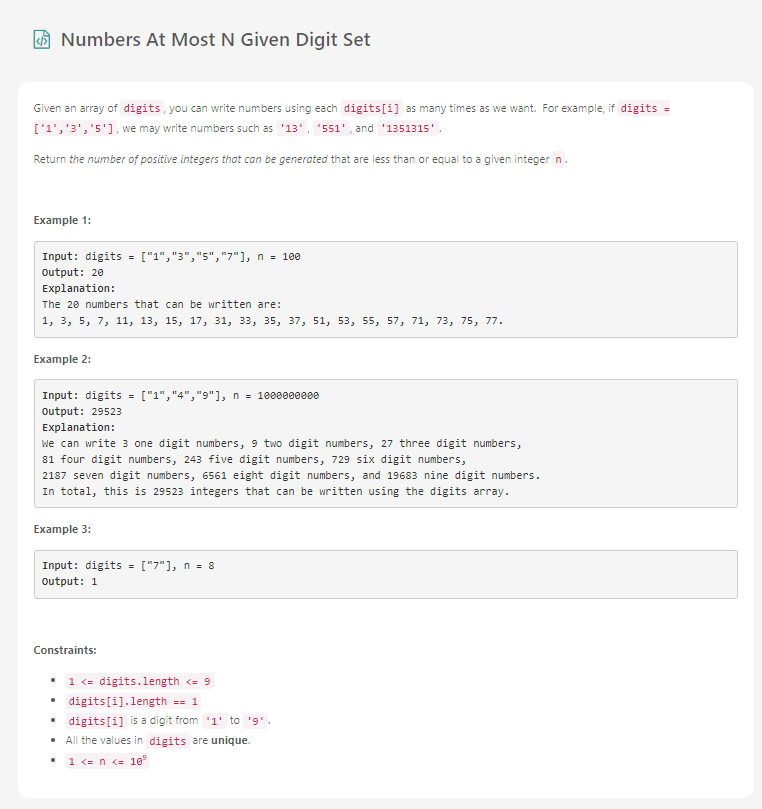 Numbers At Most N Given Digit Set
Given an array of digits, you can write numbers using each digits[i] as many times as we want. For example, if digits =
['1','3','5'], we may write numbers such as '13', '551', and '1351315'.
Return the number of positive integers that can be generated that are less than or equal to a given integer n.
Example 1:
Input: digits = ["1","3","5","7"], n = 100
Output: 20
Explanation:
The 20 numbers that can be written are:
1, 3, 5, 7, 11, 13, 15, 17, 31, 33, 35, 37, 51, 53, 55, 57, 71, 73, 75, 77.
Example 2:
Input: digits = ["1","4","9"], n = 1000000000
Output: 29523
Explanation:
We can write 3 one digit numbers, 9 two digit numbers, 27 three digit numbers,
81 four digit numbers, 243 five digit numbers, 729 six digit numbers,
2187 seven digit numbers, 6561 eight digit numbers, and 19683 nine digit numbers.
In total, this is 29523 integers that can be written using the digits array.
Example 3:
Input: digits = ["7"], n = 8
Output: 1
Constraints:
• 1 <= digits.length <= 9
• digits[i].length == 1
• digits[i] is a digit from '1' to '9'.
• All the values in digits are unique.
• 1 <= n <= 10⁹